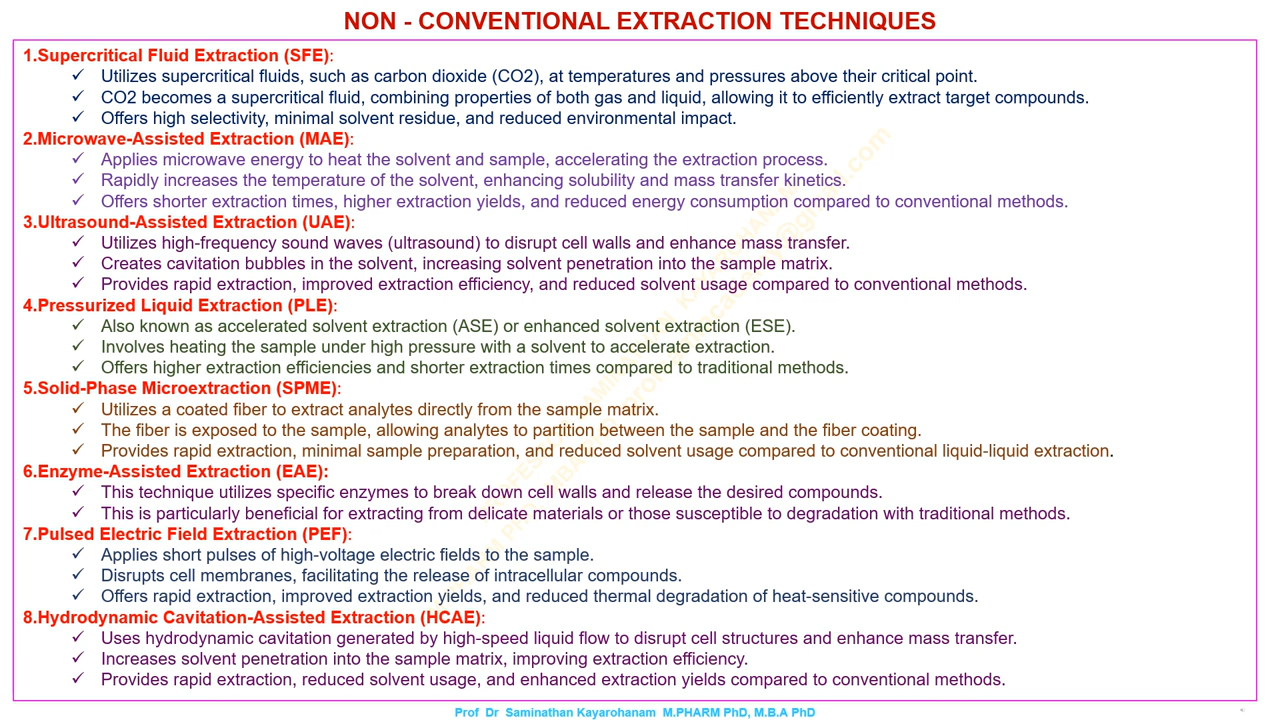 NON - CONVENTIONAL EXTRACTION TECHNIQUES
1.Supercritical Fluid Extraction (SFE):
✓ Utilizes supercritical fluids, such as carbon dioxide (CO2), at temperatures and pressures above their critical point.
✓ CO2 becomes a supercritical fluid, combining properties of both gas and liquid, allowing it to efficiently extract target compounds.
✓ Offers high selectivity, minimal solvent residue, and reduced environmental impact.
2.Microwave-Assisted Extraction (MAE):
✓ Applies microwave energy to heat the solvent and sample, accelerating the extraction process.
✓ Rapidly increases the temperature of the solvent, enhancing solubility and mass transfer kinetics.
✓ Offers shorter extraction times, higher extraction yields, and reduced energy consumption compared to conventional methods.
3.Ultrasound-Assisted Extraction (UAE):
✓ Utilizes high-frequency sound waves (ultrasound) to disrupt cell walls and enhance mass transfer.
✓ Creates cavitation bubbles in the solvent, increasing solvent penetration into the sample matrix.
✓ Provides rapid extraction, improved extraction efficiency, and reduced solvent usage compared to conventional methods.
4.Pressurized Liquid Extraction (PLE):
✓ Also known as accelerated solvent extraction (ASE) or enhanced solvent extraction (ESE).
✓ Involves heating the sample under high pressure with a solvent to accelerate extraction.
✓ Offers higher extraction efficiencies and shorter extraction times compared to traditional methods.
5.Solid-Phase Microextraction (SPME):
✓ Utilizes a coated fiber to extract analytes directly from the sample matrix.
✓ The fiber is exposed to the sample, allowing analytes to partition between the sample and the fiber coating.
✓ Provides rapid extraction, minimal sample preparation, and reduced solvent usage compared to conventional liquid-liquid extraction.
6.Enzyme-Assisted Extraction (EAE):
✓ This technique utilizes specific enzymes to break down cell walls and release the desired compounds.
✓ This is particularly beneficial for extracting from delicate materials or those susceptible to degradation with traditional methods.
7.Pulsed Electric Field Extraction (PEF):
✓ Applies short pulses of high-voltage electric fields to the sample.
✓ Disrupts cell membranes, facilitating the release of intracellular compounds.
✓ Offers rapid extraction, improved extraction yields, and reduced thermal degradation of heat-sensitive compounds.
8.Hydrodynamic Cavitation-Assisted Extraction (HCAE):
✓ Uses hydrodynamic cavitation generated by high-speed liquid flow to disrupt cell structures and enhance mass transfer.
✓ Increases solvent penetration into the sample matrix, improving extraction efficiency.
✓ Provides rapid extraction, reduced solvent usage, and enhanced extraction yields compared to conventional methods.
Prof Dr Saminathan Kayarohanam M.PHARM PhD, M.B.A PhD